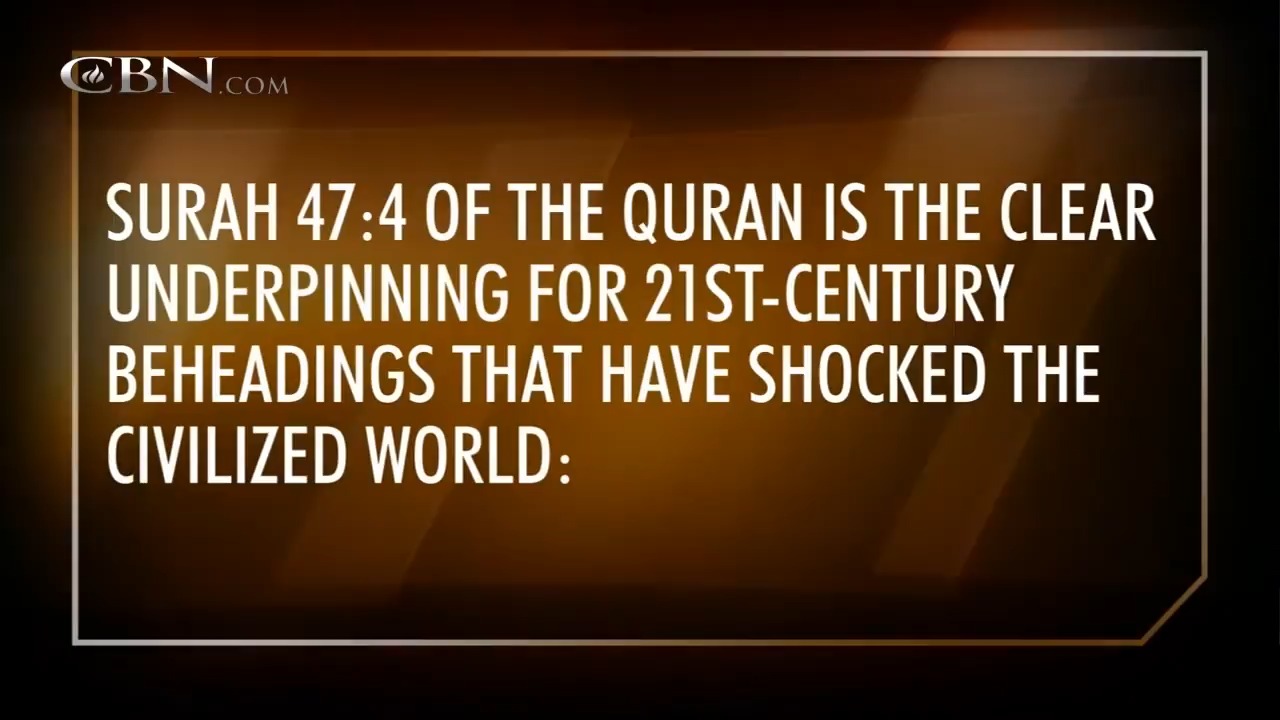 CBN.COM
SURAH 47:4 OF THE QURAN IS THE CLEAR
UNDERPINNING FOR 21ST-CENTURY
BEHEADINGS THAT HAVE SHOCKED THE
CIVILIZED WORLD: